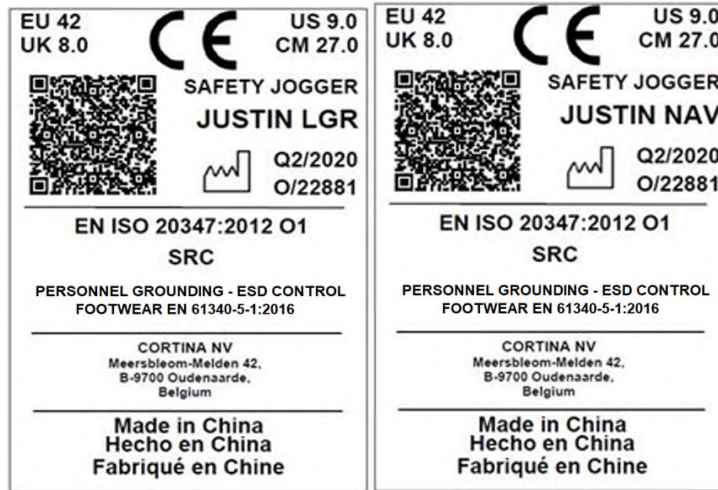 EU 42
UK 8.0
CE
US 9.0
CM 27.0
SAFETY JOGGER
JUSTIN LGR
Q2/2020
O/22881
EN ISO 20347:2012 O1
SRC
PERSONNEL GROUNDING - ESD CONTROL
FOOTWEAR EN 61340-5-1:2016
CORTINA NV
Meersbloem-Melden 42,
B-9700 Oudenaarde,
Belgium
Made in China
Hecho en China
Fabriqué en Chine
EU 42
UK 8.0
CE
US 9.0
CM 27.0
SAFETY JOGGER
JUSTIN NAV
Q2/2020
O/22881
EN ISO 20347:2012 O1
SRC
PERSONNEL GROUNDING - ESD CONTROL
FOOTWEAR EN 61340-5-1:2016
CORTINA NV
Meersbloem-Melden 42,
B-9700 Oudenaarde,
Belgium
Made in China
Hecho en China
Fabriqué en Chine